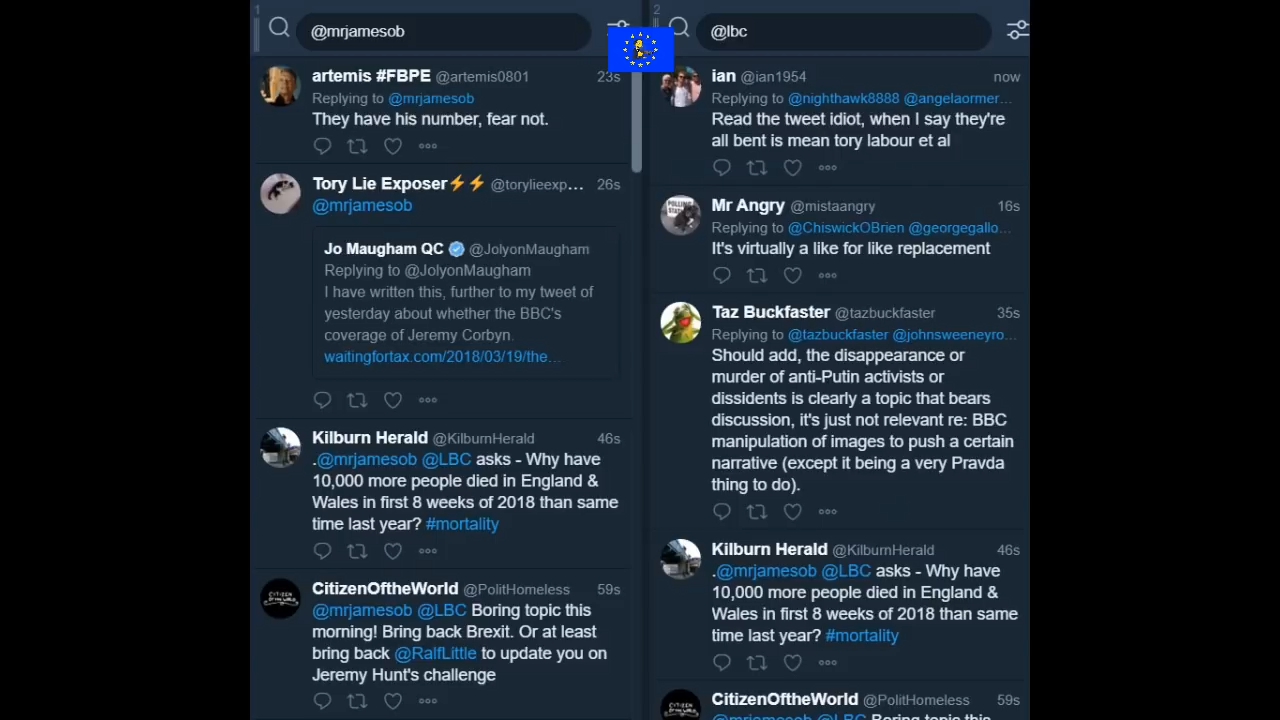 1
@mrjamesob
artemis #FBPE @artemis0801 23s
Replying to @mrjamesob
They have his number, fear not.
Tory Lie Exposer⚡⚡ @torylieexp... 26s
@mrjamesob
Jo Maugham QC @JolyonMaugham
Replying to @JolyonMaugham
I have written this, further to my tweet of
yesterday about whether the BBC's
coverage of Jeremy Corbyn.
waitingfortax.com/2018/03/19/the...
Kilburn Herald @KilburnHerald 46s
.@mrjamesob @LBC asks - Why have
10,000 more people died in England &
Wales in first 8 weeks of 2018 than same
time last year? #mortality
CitizenOftheWorld @PolitHomeless 59s
@mrjamesob @LBC Boring topic this
morning! Bring back Brexit. Or at least
bring back @RalfLittle to update you on
Jeremy Hunt's challenge
2
@lbc
ian @ian1954 now
Replying to @nighthawk8888 @angelaormer...
Read the tweet idiot, when I say they're
all bent is mean tory labour et al
Mr Angry @mistaangry 16s
Replying to @ChiswickOBrien @georgegallo...
It's virtually a like for like replacement
Taz Buckfaster @tazbuckfaster 35s
Replying to @tazbuckfaster @johnsweeneyro...
Should add, the disappearance or
murder of anti-Putin activists or
dissidents is clearly a topic that bears
discussion, it's just not relevant re: BBC
manipulation of images to push a certain
narrative (except it being a very Pravda
thing to do).
Kilburn Herald @KilburnHerald 46s
.@mrjamesob @LBC asks - Why have
10,000 more people died in England &
Wales in first 8 weeks of 2018 than same
time last year? #mortality
CitizenOftheWorld @PolitHomeless 59s
@mrjamesob @LBC Boring topic this